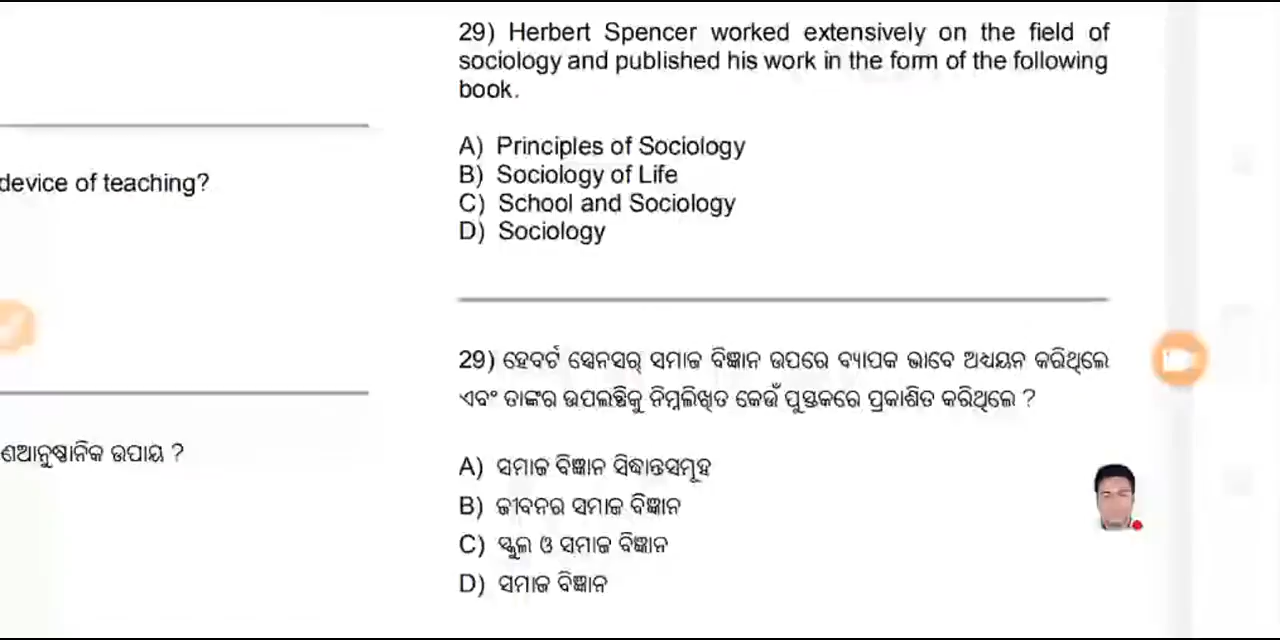 device of teaching?
ଣଆନୁଷ୍ଠାନିକ ଉପାୟ ?
29) Herbert Spencer worked extensively on the field of
sociology and published his work in the form of the following
book.
A) Principles of Sociology
B) Sociology of Life
C) School and Sociology
D) Sociology
29) ହେବର୍ଟ ସ୍ପେନସର୍ ସମାଜ ବିଜ୍ଞାନ ଉପରେ ବ୍ୟାପକ ଭାବେ ଅଧ୍ୟୟନ କରିଥିଲେ
ଏବଂ ତାଙ୍କର ଉପଲବ୍ଧିକୁ ନିମ୍ନଲିଖିତ କେଉଁ ପୁସ୍ତକରେ ପ୍ରକାଶିତ କରିଥିଲେ ?
A) ସମାଜ ବିଜ୍ଞାନ ସିଦ୍ଧାନ୍ତସମୂହ
B) ଜୀବନର ସମାଜ ବିଜ୍ଞାନ
C) ସ୍କୁଲ ଓ ସମାଜ ବିଜ୍ଞାନ
D) ସମାଜ ବିଜ୍ଞାନ